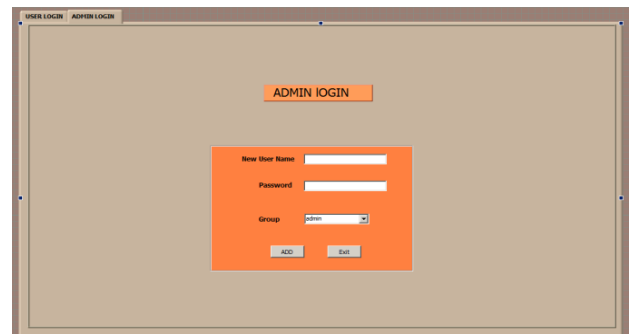 USER LOGIN ADMIN LOGIN
ADMIN lOGIN
New User Name
Password
Group admin
ADD Exit